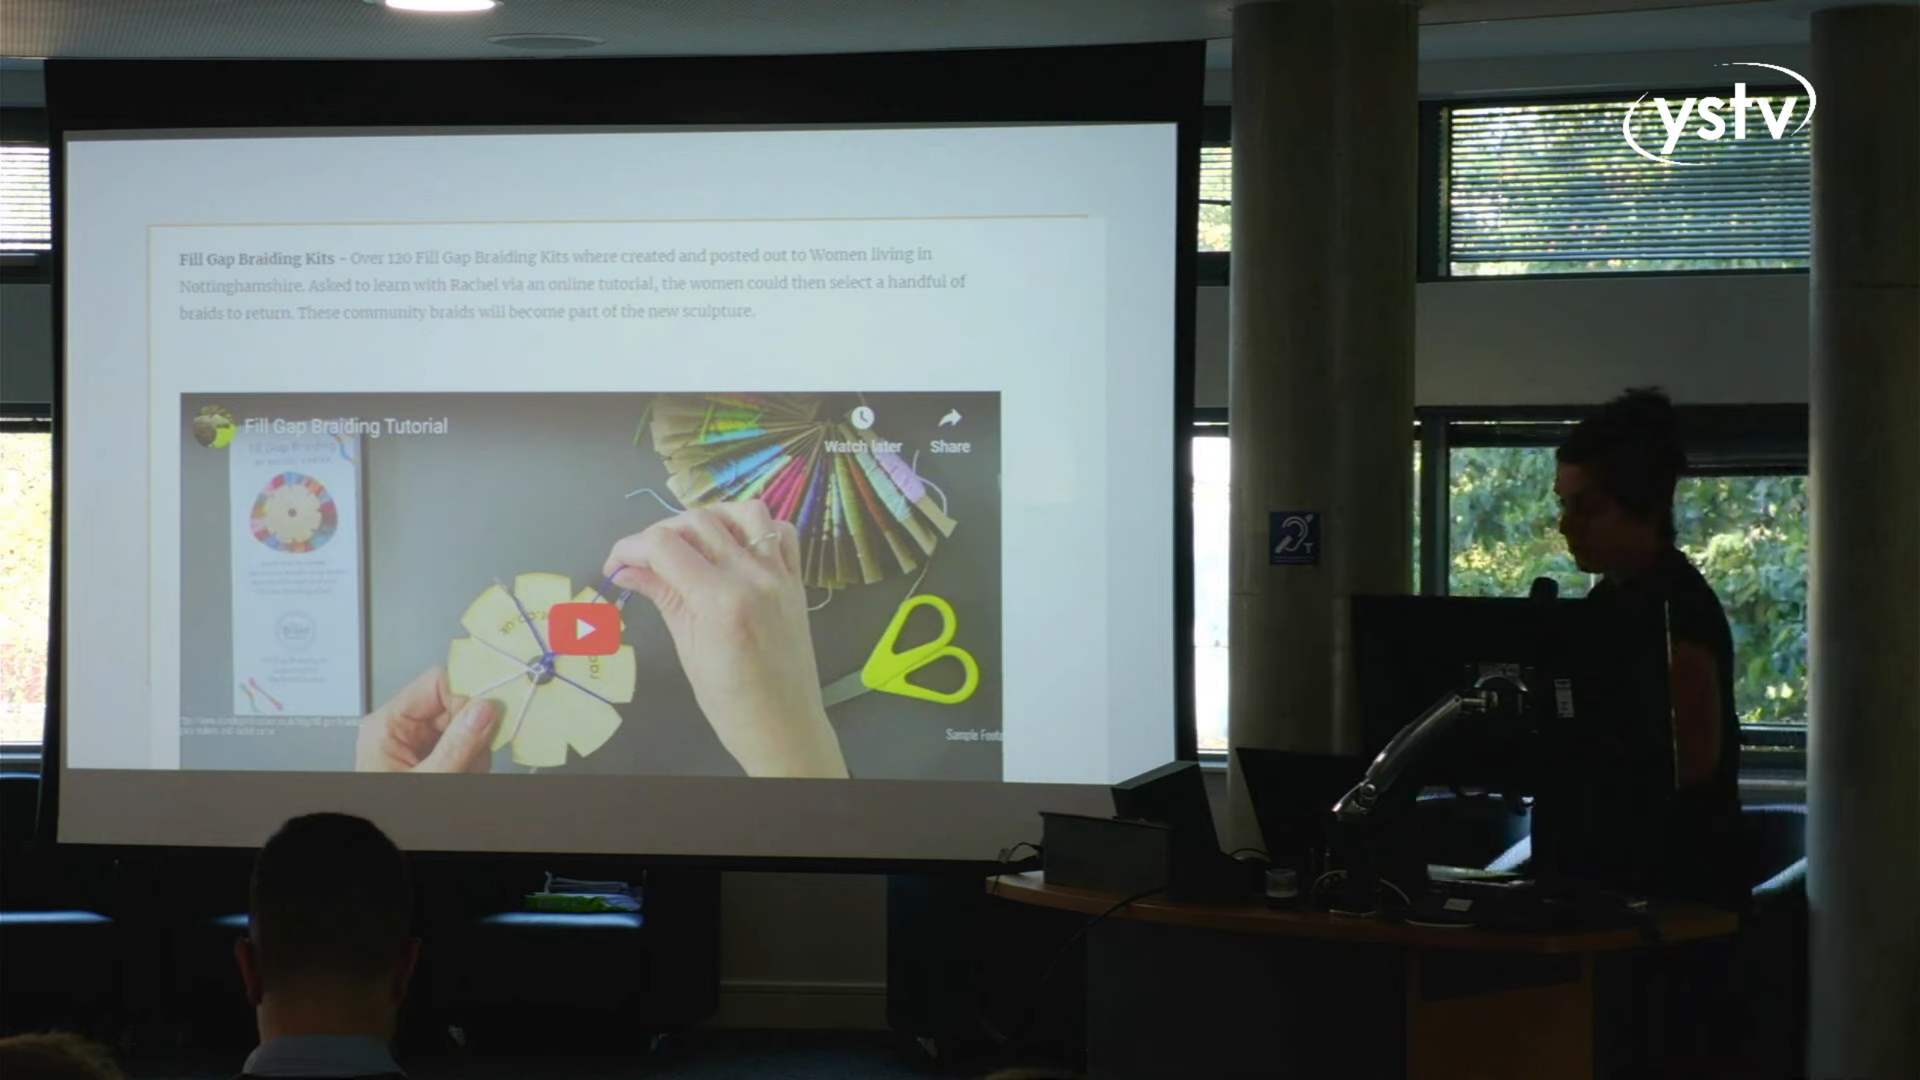 ystv
Fill Gap Braiding Kits – Over 120 Fill Gap Braiding Kits where created and posted out to Women living in
Nottinghamshire. Asked to learn with Rachel via an online tutorial, the women could then select a handful of
braids to return. These community braids will become part of the new sculpture.
Fill Gap Braiding Tutorial
Watch later
Share
Fill Gap Braiding
T